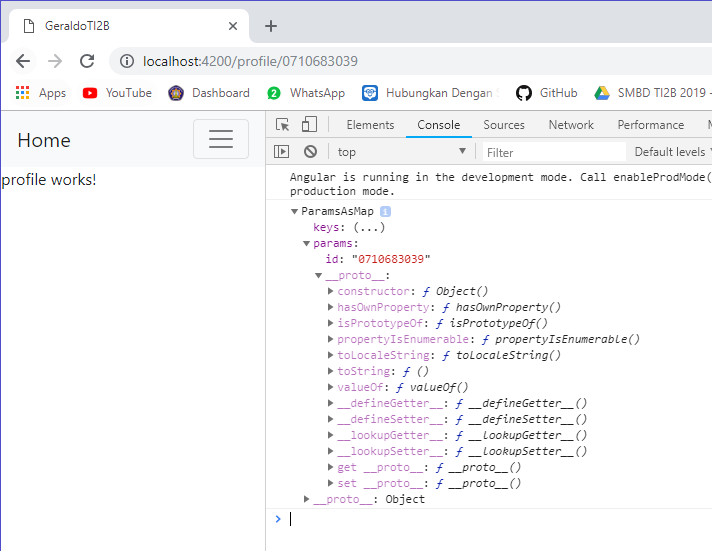 GeraldoTI2B
localhost:4200/profile/0710683039
Apps YouTube Dashboard WhatsApp Hubungkan Dengan GitHub SMBD TI2B 2019 -
Home
profile works!
Elements Console Sources Network Performance M
top Filter Default levels
Angular is running in the development mode. Call enableProdMode(
production mode.
ParamsAsMap i
keys: (...)
params:
id: "0710683039"
__proto__:
constructor: ƒ Object()
hasOwnProperty: ƒ hasOwnProperty()
isPrototypeOf: ƒ isPrototypeOf()
propertyIsEnumerable: ƒ propertyIsEnumerable()
toLocaleString: ƒ toLocaleString()
toString: ƒ ()
valueOf: ƒ valueOf()
__defineGetter__: ƒ __defineGetter__()
__defineSetter__: ƒ __defineSetter__()
__lookupGetter__: ƒ __lookupGetter__()
__lookupSetter__: ƒ __lookupSetter__()
get __proto__: ƒ __proto__()
set __proto__: ƒ __proto__()
__proto__: Object